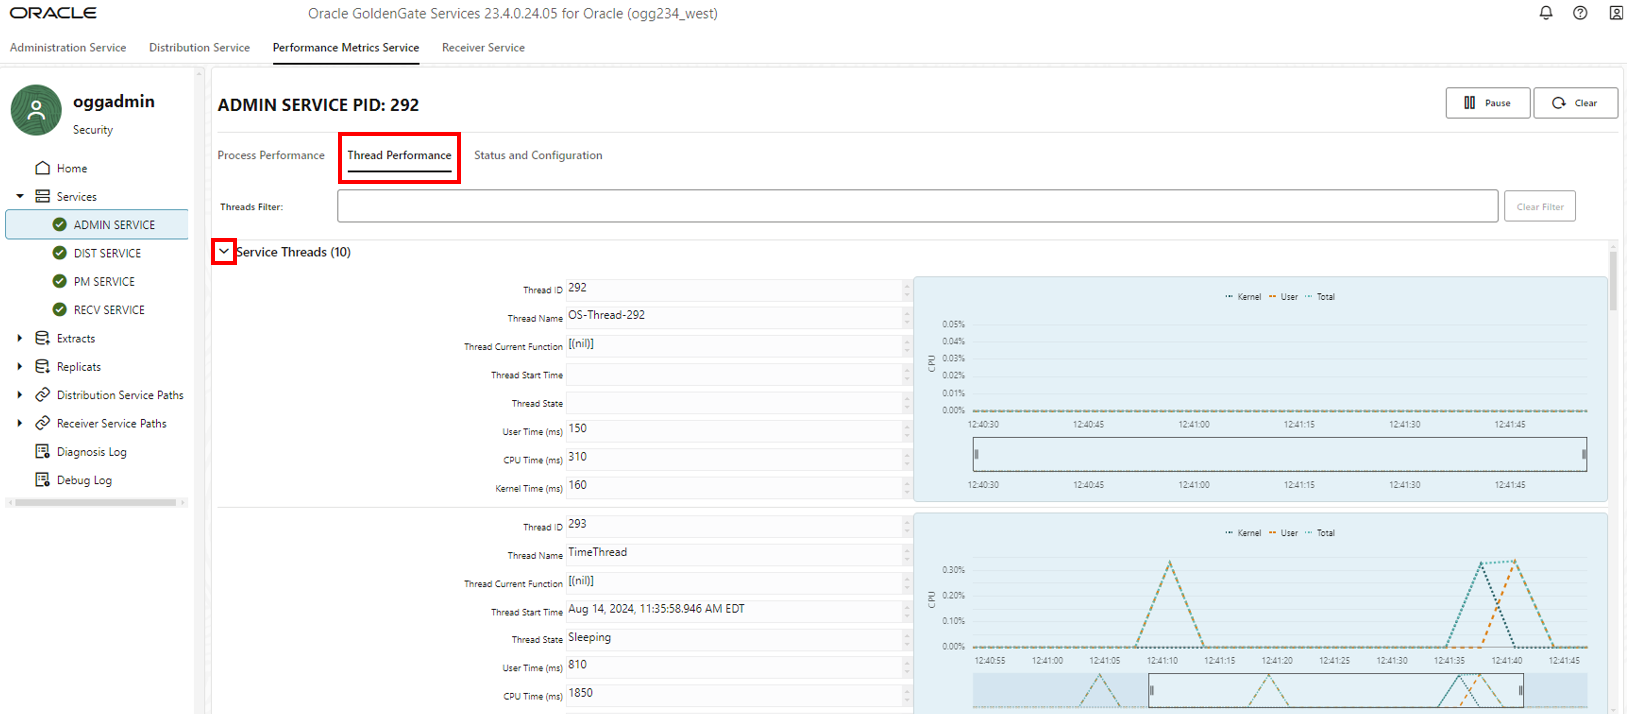 ORACLE
Oracle GoldenGate Services 23.4.0.24.05 for Oracle (ogg234_west)
Administration Service
Distribution Service
Performance Metrics Service
Receiver Service
oggadmin
Security
Home
Services
ADMIN SERVICE
DIST SERVICE
PM SERVICE
RECV SERVICE
Extracts
Replicats
Distribution Service Paths
Receiver Service Paths
Diagnosis Log
Debug Log
ADMIN SERVICE PID: 292
Pause
Clear
Process Performance
Thread Performance
Status and Configuration
Threads Filter:
Clear Filter
Service Threads (10)
Thread ID 292
Thread Name OS-Thread-292
Thread Current Function [(nil)]
Thread Start Time
Thread State
User Time (ms) 150
CPU Time (ms) 310
Kernel Time (ms) 160
Kernel User Total
CPU
0.05%
0.04%
0.03%
0.02%
0.01%
0.00%
12:40:30 12:40:45 12:41:00 12:41:15 12:41:30 12:41:45
12:40:30 12:40:45 12:41:00 12:41:15 12:41:30 12:41:45
Thread ID 293
Thread Name TimeThread
Thread Current Function [(nil)]
Thread Start Time Aug 14, 2024, 11:35:58.946 AM EDT
Thread State Sleeping
User Time (ms) 810
CPU Time (ms) 1850
Kernel User Total
CPU
0.30%
0.20%
0.10%
0.00%
12:40:55 12:41:00 12:41:05 12:41:10 12:41:15 12:41:20 12:41:25 12:41:30 12:41:35 12:41:40 12:41:45